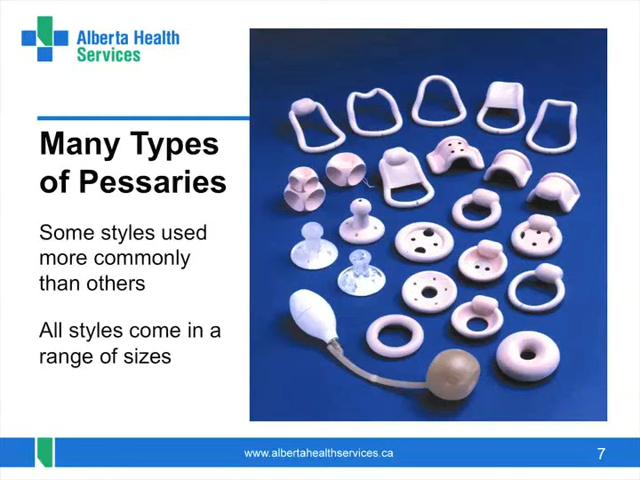 Alberta Health
Services
Many Types
of Pessaries
Some styles used
more commonly
than others
All styles come in a
range of sizes
www.albertahealthservices.ca
7